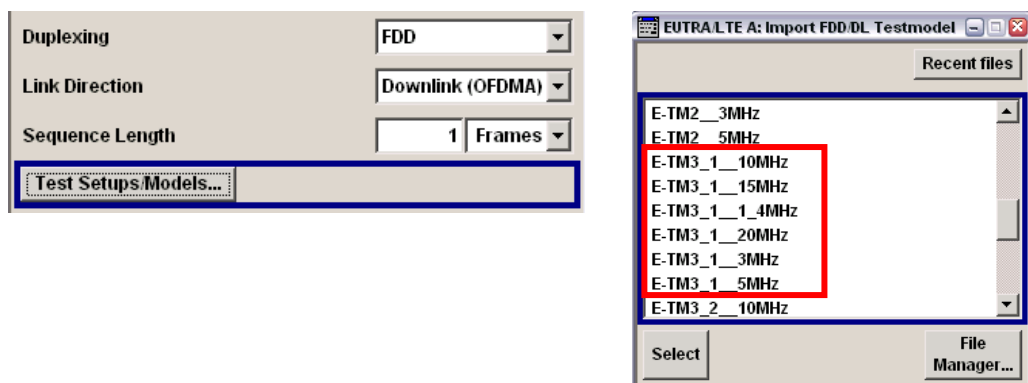 Duplexing FDD
Link Direction Downlink (OFDMA)
Sequence Length 1 Frames
Test Setups/Models...
EUTRA/LTE A: Import FDD/DL Testmodel
Recent files
E-TM2__3MHz
E-TM2__5MHz
E-TM3_1__10MHz
E-TM3_1__15MHz
E-TM3_1__1_4MHz
E-TM3_1__20MHz
E-TM3_1__3MHz
E-TM3_1__5MHz
E-TM3_2__10MHz
Select
File
Manager...